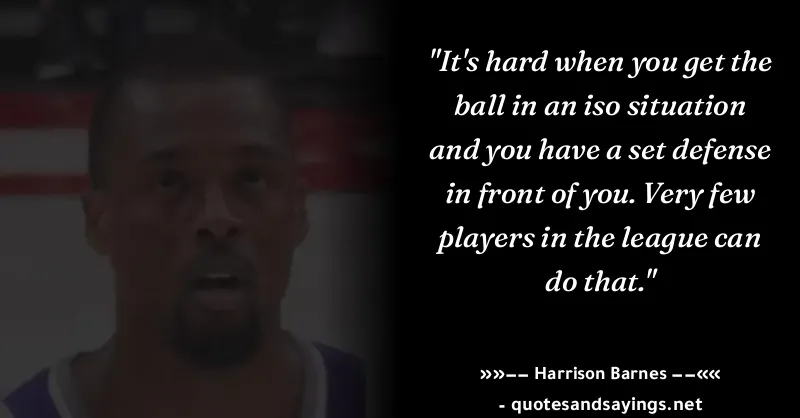 "It's hard when you get the
ball in an iso situation
and you have a set defense
in front of you. Very few
players in the league can
do that."
»»−− Harrison Barnes −−««
- quotesandsayings.net